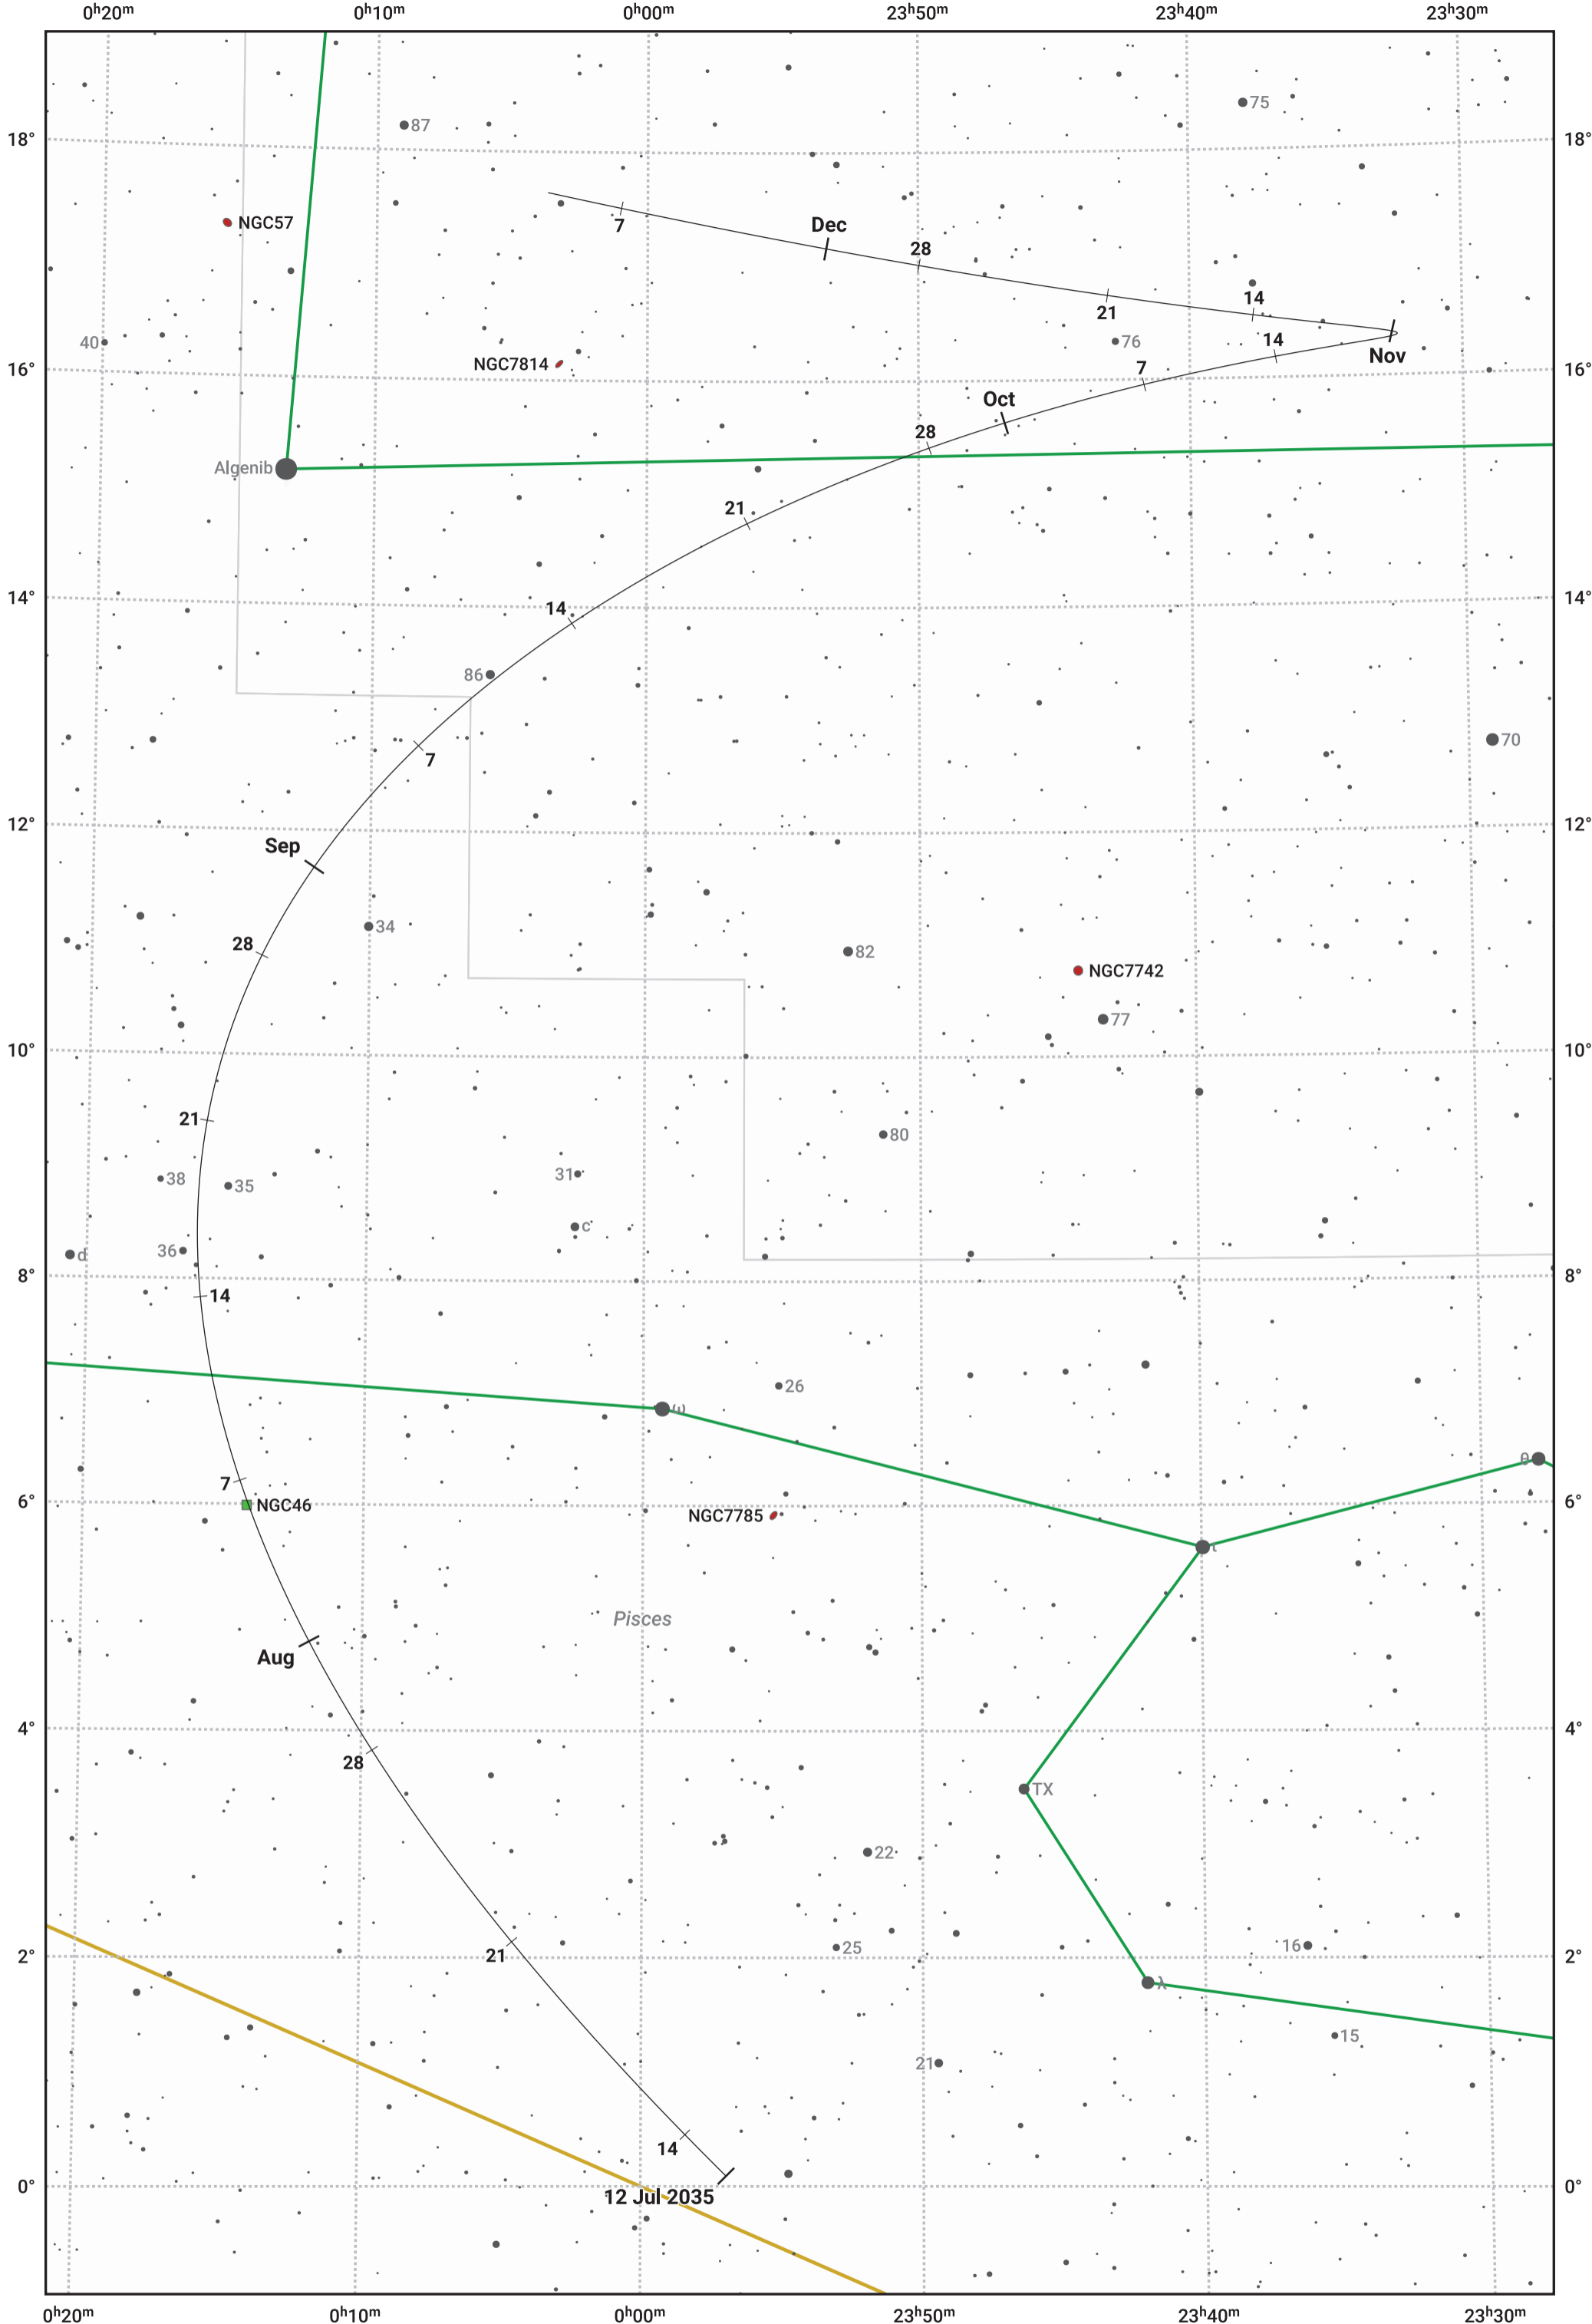 0ʰ20ᵐ 0ʰ10ᵐ 0ʰ00ᵐ 23ʰ50ᵐ 23ʰ40ᵐ 23ʰ30ᵐ
75
87
18° 18°
NGC57
7
Dec
28
14
21
40
76
14
Nov
NGC7814
16° 7 16°
Oct
28
Algenib
21
14° 14 14°
86
70
7
12° 12°
Sep
34
28
82
NGC7742
77
10° 10°
21
80
38 35 31
c
d 36
8° 8°
14
26
ω
θ
7
6° NGC46 6°
NGC7785
ι
Pisces
Aug
4° 4°
28
TX
22
25 16
2° 21 2°
λ
15
21
14
0° 0°
12 Jul 2035
0ʰ20ᵐ 0ʰ10ᵐ 0ʰ00ᵐ 23ʰ50ᵐ 23ʰ40ᵐ 23ʰ30ᵐ